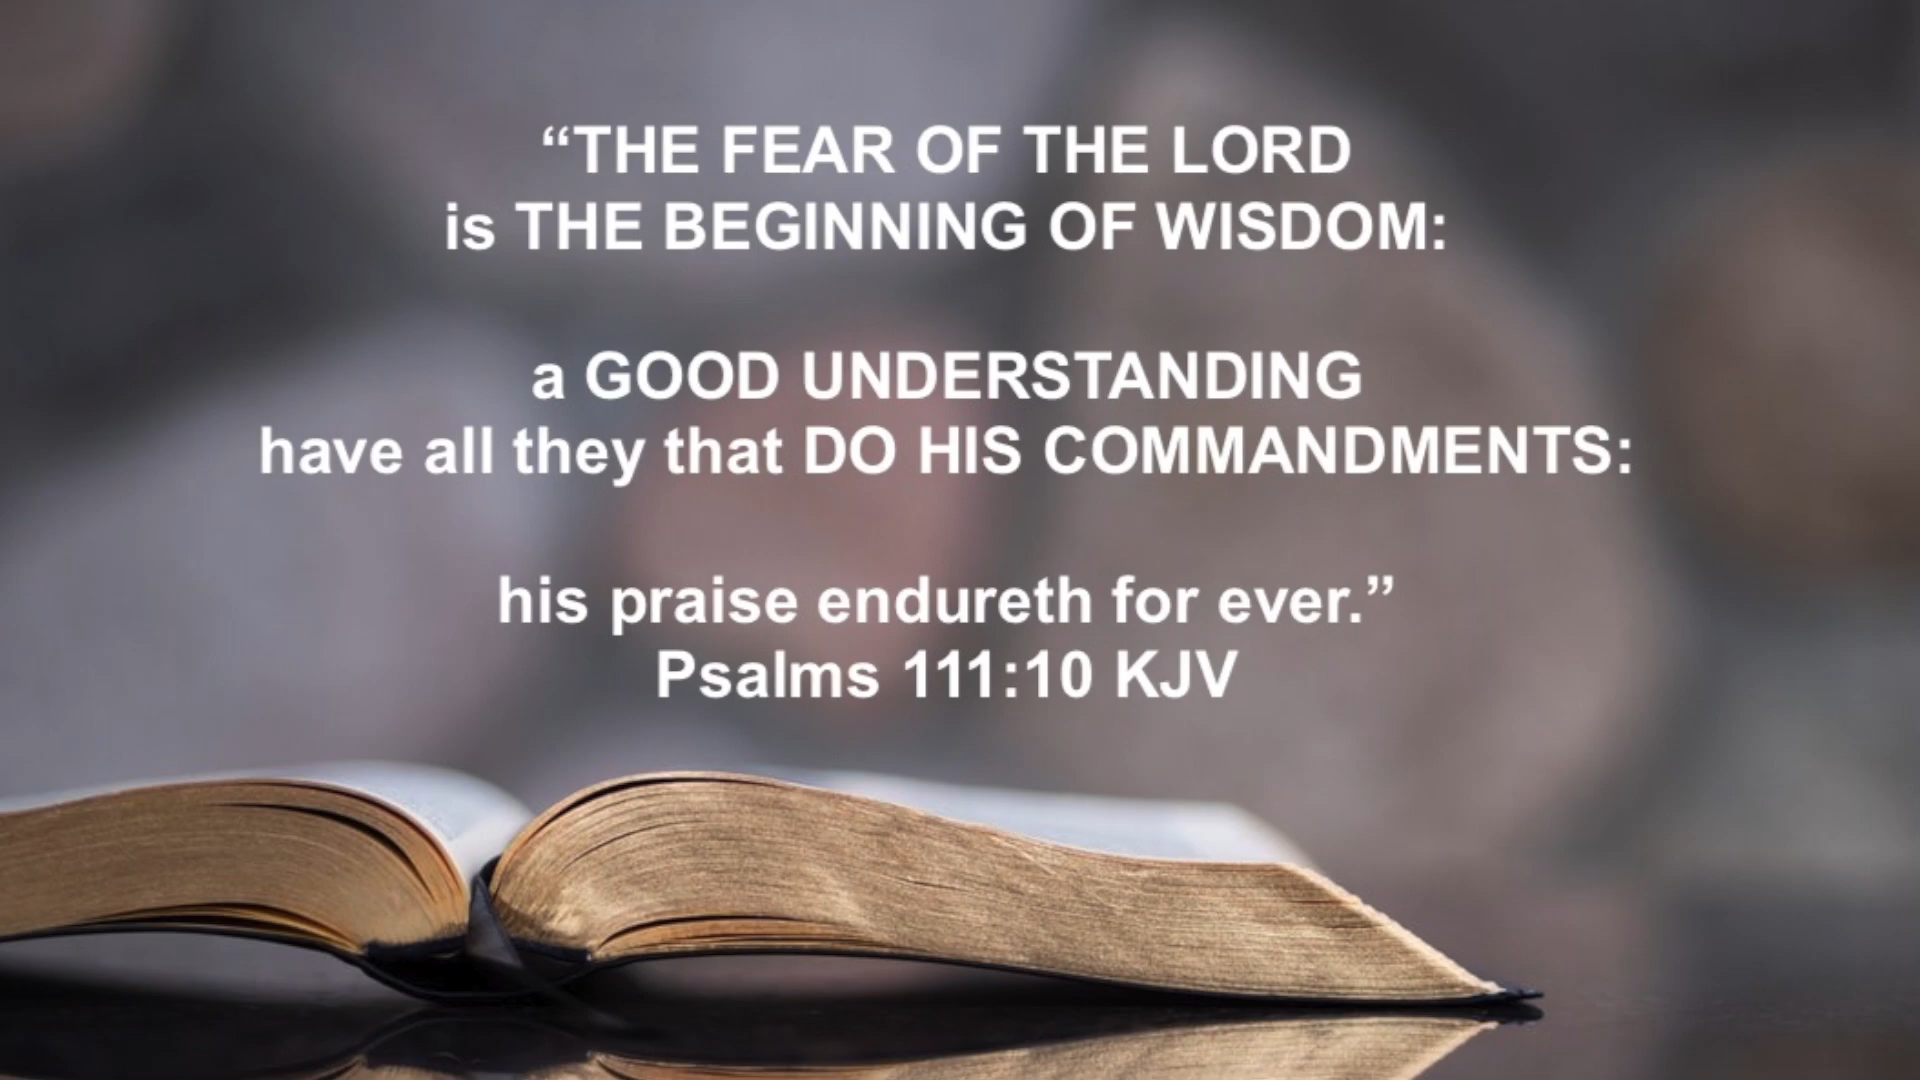 “THE FEAR OF THE LORD
is THE BEGINNING OF WISDOM:
a GOOD UNDERSTANDING
have all they that DO HIS COMMANDMENTS:
his praise endureth for ever.”
Psalms 111:10 KJV